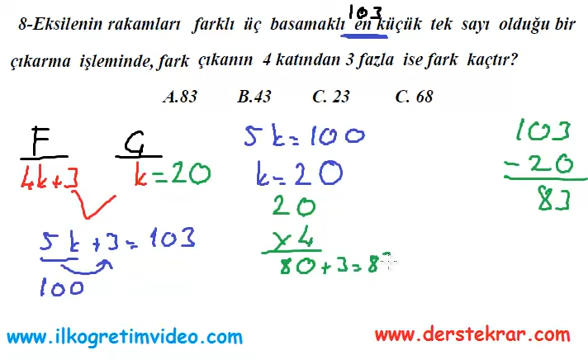 103
8-Eksilenin rakamları farklı üç basamaklı en küçük tek sayı olduğu bir
çıkarma işleminde, fark çıkanın 4 katından 3 fazla ise fark kaçtır?
A.83 B.43 C. 23 C. 68
F Ç
4k+3 k=20
5k+3=103
100
5k=100
k=20
20
x4
80+3=8
103
-20
83
www.ilkogretimvideo.com www.derstekrar.com